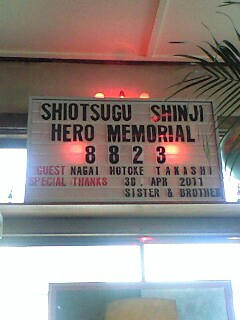 SHIOTSUGU SHINJI
HERO MEMORIAL
8823
GUEST NAGAI HOTOKE TAKASHI
SPECIAL THANKS 30. APR 2011
SISTER & BROTHER